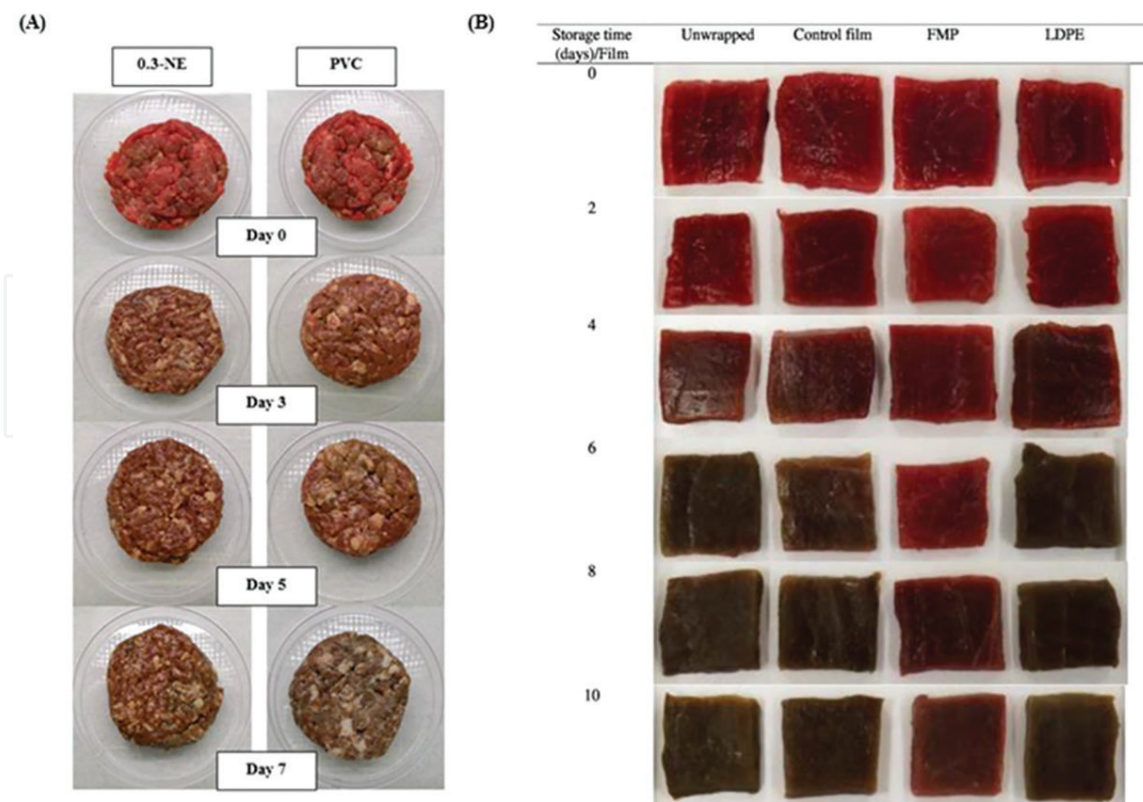 (A)
0.3-NE
PVC
Day 0
Day 3
Day 5
Day 7
(B)
Storage time Unwrapped Control film FMP LDPE
(days)/Film
0
2
4
6
8
10